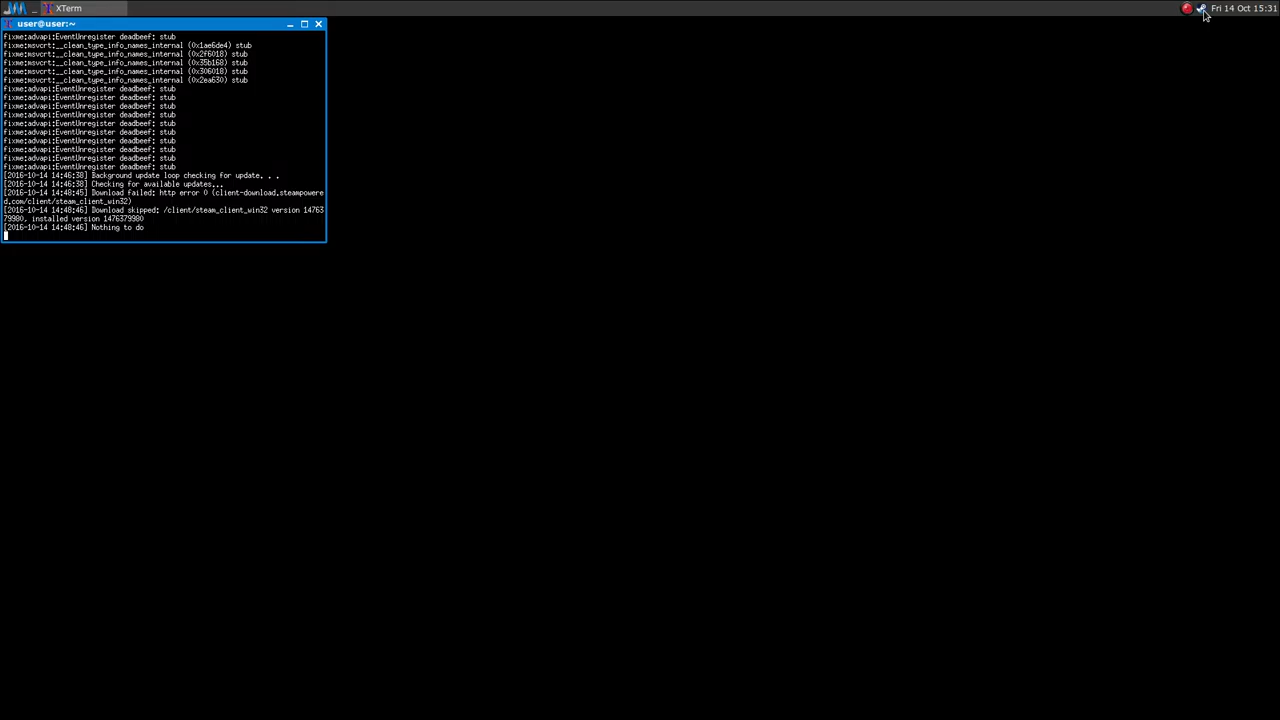 XTerm
Fri 14 Oct 15:31
user@user:~
fixme:advapi:EventUnregister deadbeef: stub
fixme:msvcrt:__clean_type_info_names_internal (0x1ae6de4) stub
fixme:msvcrt:__clean_type_info_names_internal (0x2f6018) stub
fixme:msvcrt:__clean_type_info_names_internal (0x35b168) stub
fixme:msvcrt:__clean_type_info_names_internal (0x306018) stub
fixme:msvcrt:__clean_type_info_names_internal (0x2ea630) stub
fixme:advapi:EventUnregister deadbeef: stub
fixme:advapi:EventUnregister deadbeef: stub
fixme:advapi:EventUnregister deadbeef: stub
fixme:advapi:EventUnregister deadbeef: stub
fixme:advapi:EventUnregister deadbeef: stub
fixme:advapi:EventUnregister deadbeef: stub
fixme:advapi:EventUnregister deadbeef: stub
fixme:advapi:EventUnregister deadbeef: stub
fixme:advapi:EventUnregister deadbeef: stub
fixme:advapi:EventUnregister deadbeef: stub
[2016-10-14 14:46:38] Background update loop checking for update. . .
[2016-10-14 14:46:38] Checking for available updates...
[2016-10-14 14:48:45] Download failed: http error 0 (client-download.steampowere
d.com/client/steam_client_win32)
[2016-10-14 14:48:46] Download skipped: /client/steam_client_win32 version 14763
79980, installed version 1476379980
[2016-10-14 14:48:46] Nothing to do